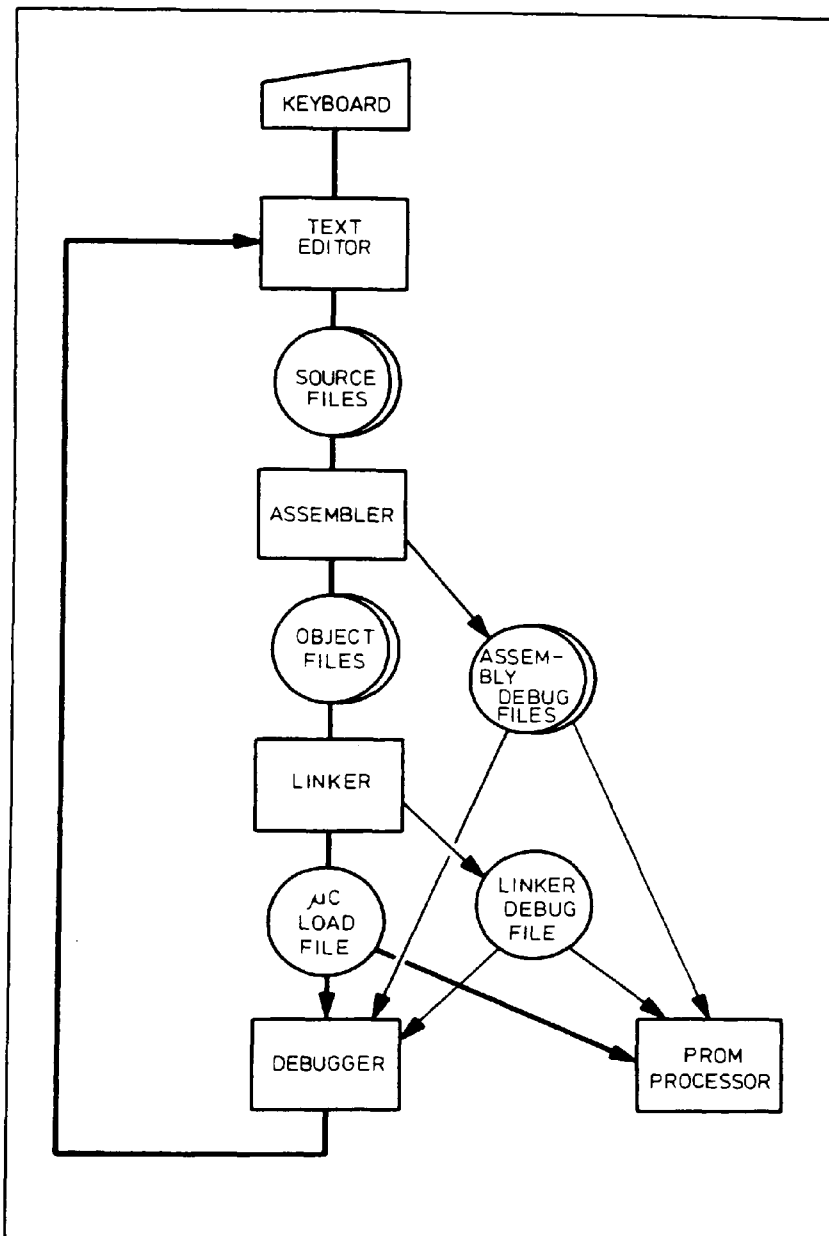 KEYBOARD
TEXT
EDITOR
SOURCE
FILES
ASSEMBLER
OBJECT
FILES
ASSEM-
BLY
DEBUG
FILES
LINKER
μC
LOAD
FILE
LINKER
DEBUG
FILE
DEBUGGER
PROM
PROCESSOR